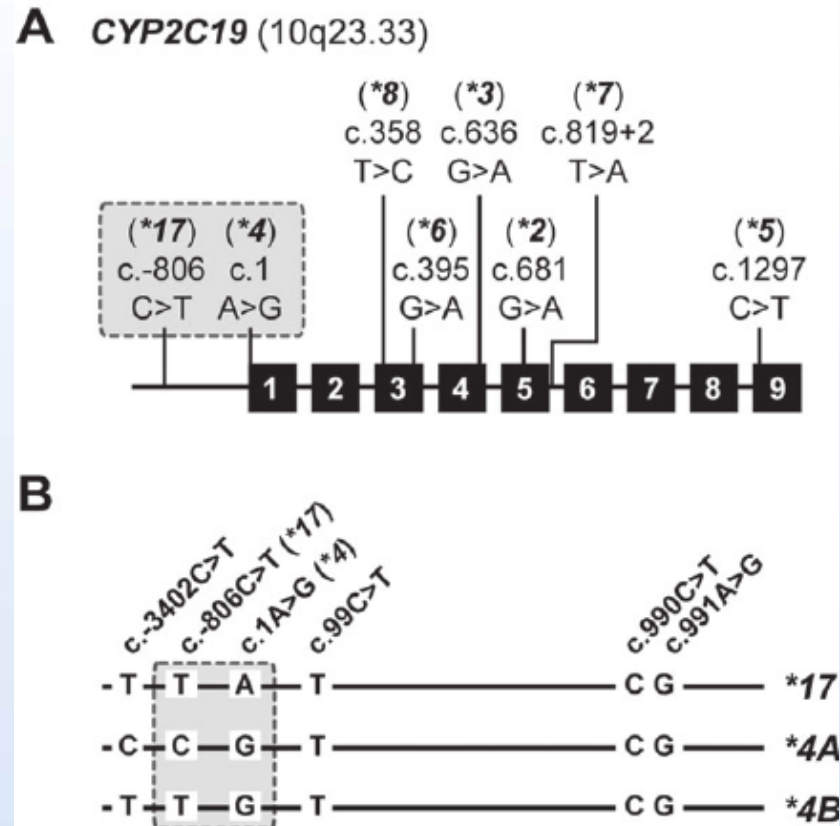 A CYP2C19 (10q23.33)
(*8) (*3) (*7)
c.358 c.636 c.819+2
T>C G>A T>A
(*17) (*4) (*6) (*2) (*5)
c.-806 c.1 c.395 c.681 c.1297
C>T A>G G>A G>A C>T
1 2 3 4 5 6 7 8 9
B
c.-3402C>T c.-806C>T (*17) c.1A>G (*4) c.99C>T c.990C>T c.991A>G
-T T A T C G *17
-C C G T C G *4A
-T T G T C G *4B